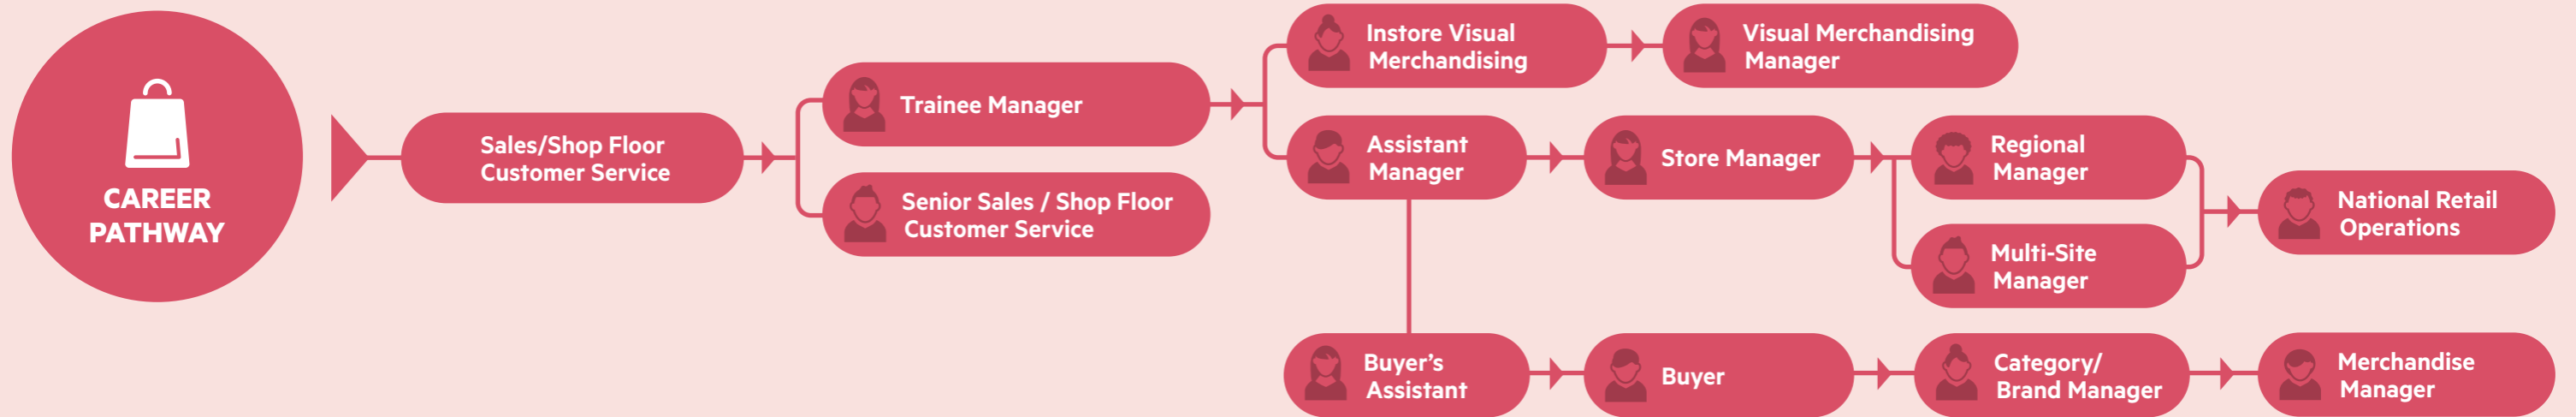 CAREER
PATHWAY
Sales/Shop Floor
Customer Service
Trainee Manager
Senior Sales / Shop Floor
Customer Service
Instore Visual
Merchandising
Visual Merchandising
Manager
Assistant
Manager
Store Manager
Regional
Manager
Multi-Site
Manager
National Retail
Operations
Buyer’s
Assistant
Buyer
Category/
Brand Manager
Merchandise
Manager